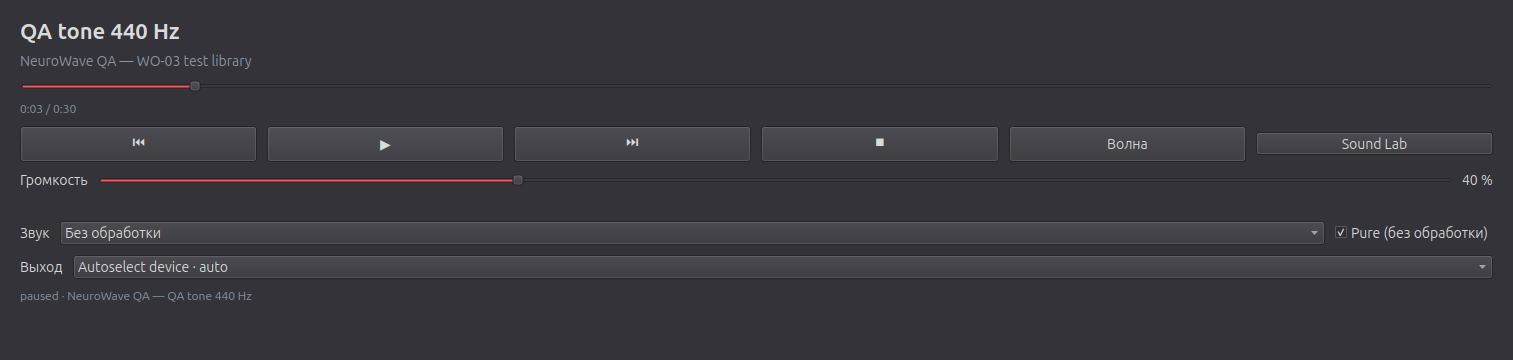 QA tone 440 Hz
NeuroWave QA — WO-03 test library
0:03 / 0:30
⏮ ▶ ⏭ ⏹ Волна Sound Lab
Громкость 40 %
Звук Без обработки Pure (без обработки)
Выход Autoselect device · auto
paused · NeuroWave QA — QA tone 440 Hz